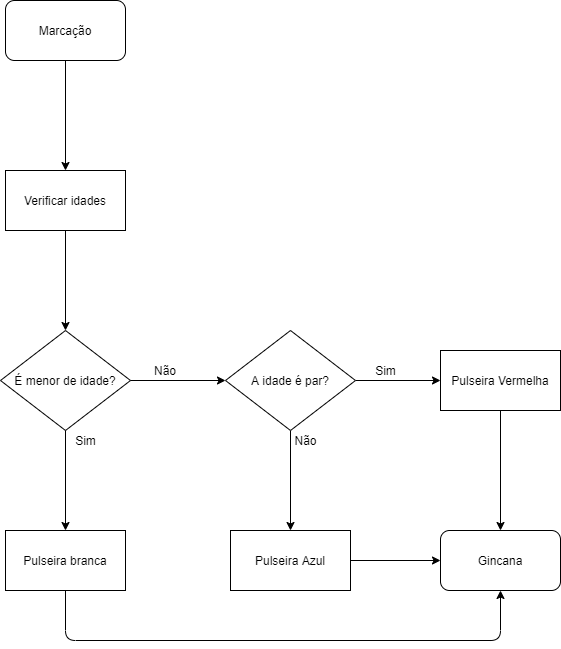 Marcação
Verificar idades
É menor de idade?
Não
A idade é par?
Sim
Pulseira Vermelha
Sim
Não
Pulseira branca
Pulseira Azul
Gincana